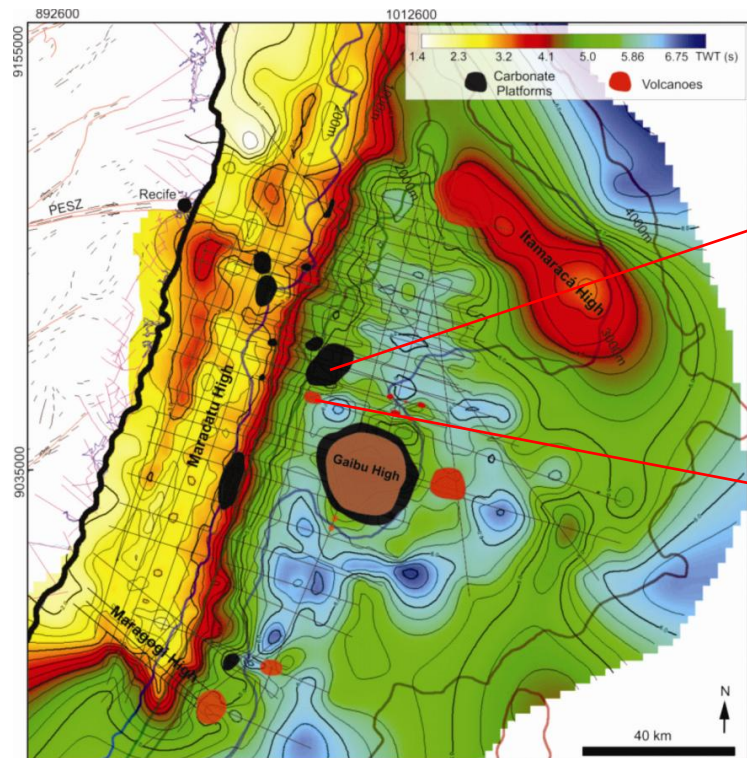 892600
1012600
9155000
9035000
1.4 2.3 3.2 4.1 5.0 5.86 6.75 TWT (s)
Carbonate
Platforms
Volcanoes
200m
2000m
4000m
3000m
Recife
PESZ
Itamaracá High
Maracatu High
Gaibu High
Maragogi High
N
40 km